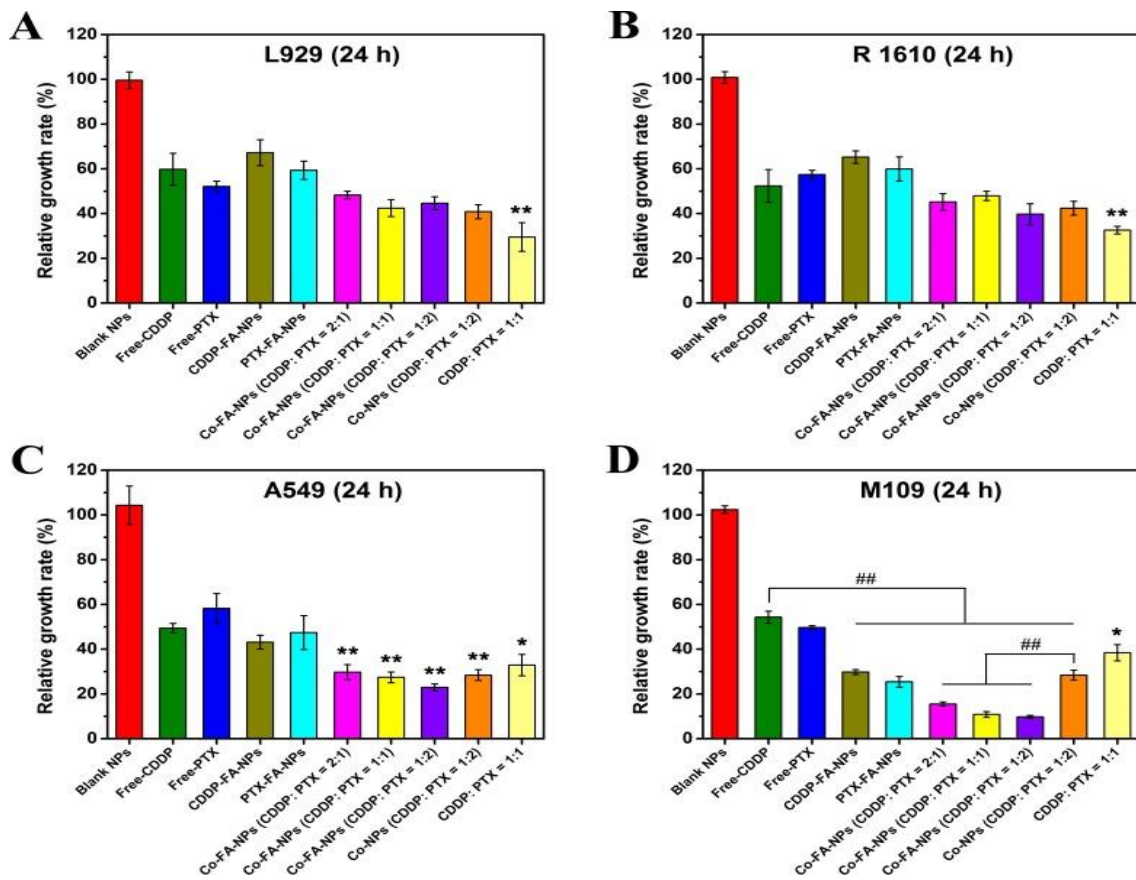 A
L929 (24 h)
Relative growth rate (%)
120
100
80
60
40
20
0
**
Blank NPs
Free-CDDP
Free-PTX
CDDP-FA-NPs
PTX-FA-NPs
Co-FA-NPs (CDDP: PTX = 2:1)
Co-FA-NPs (CDDP: PTX = 1:1)
Co-FA-NPs (CDDP: PTX = 1:2)
Co-NPs (CDDP: PTX = 1:2)
CDDP: PTX = 1:1
B
R 1610 (24 h)
Relative growth rate (%)
120
100
80
60
40
20
0
**
Blank NPs
Free-CDDP
Free-PTX
CDDP-FA-NPs
PTX-FA-NPs
Co-FA-NPs (CDDP: PTX = 2:1)
Co-FA-NPs (CDDP: PTX = 1:1)
Co-FA-NPs (CDDP: PTX = 1:2)
Co-NPs (CDDP: PTX = 1:2)
CDDP: PTX = 1:1
C
A549 (24 h)
Relative growth rate (%)
120
100
80
60
40
20
0
** ** ** ** *
Blank NPs
Free-CDDP
Free-PTX
CDDP-FA-NPs
PTX-FA-NPs
Co-FA-NPs (CDDP: PTX = 2:1)
Co-FA-NPs (CDDP: PTX = 1:1)
Co-FA-NPs (CDDP: PTX = 1:2)
Co-NPs (CDDP: PTX = 1:2)
CDDP: PTX = 1:1
D
M109 (24 h)
Relative growth rate (%)
120
100
80
60
40
20
0
##
##
*
Blank NPs
Free-CDDP
Free-PTX
CDDP-FA-NPs
PTX-FA-NPs
Co-FA-NPs (CDDP: PTX = 2:1)
Co-FA-NPs (CDDP: PTX = 1:1)
Co-FA-NPs (CDDP: PTX = 1:2)
Co-NPs (CDDP: PTX = 1:2)
CDDP: PTX = 1:1